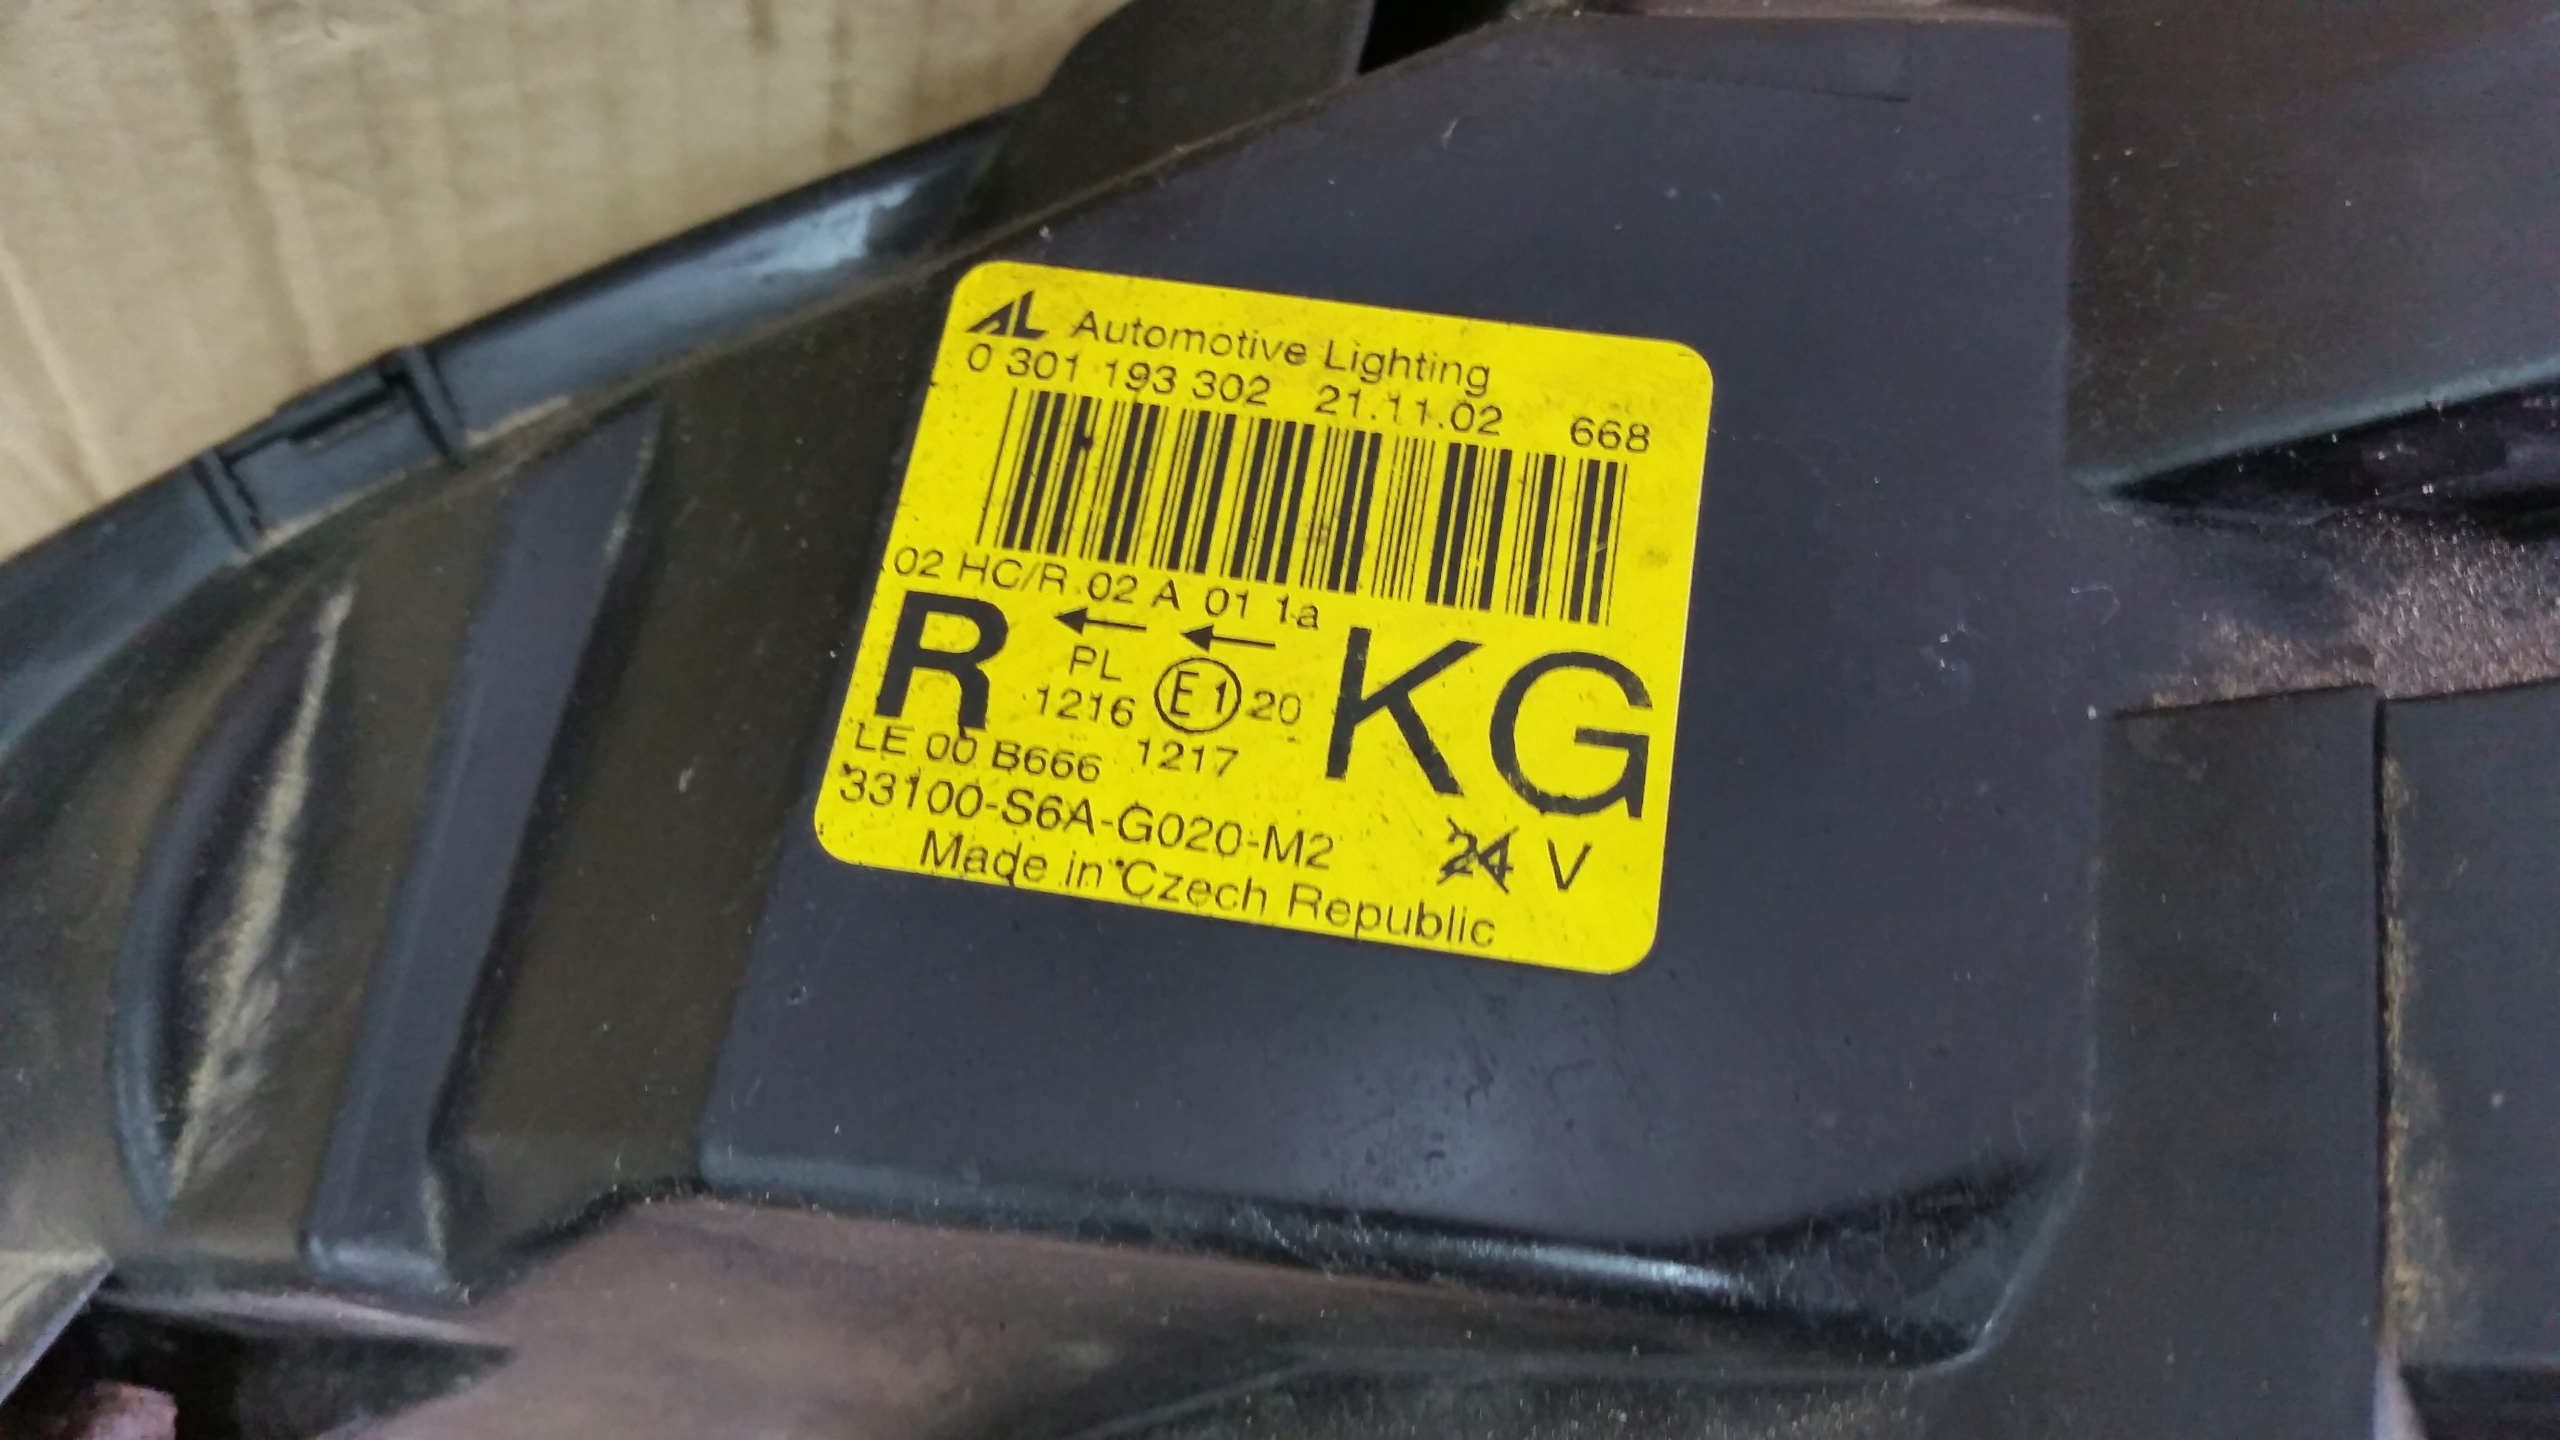 AL Automotive Lighting
0 301 193 302 21.11.02 668
02 HC/R 02 A 01 1a
R ← ← KG
PL
1216 E1 20
LE 00 B666 1217
33100-S6A-G020-M2 24 V
Made in Czech Republic